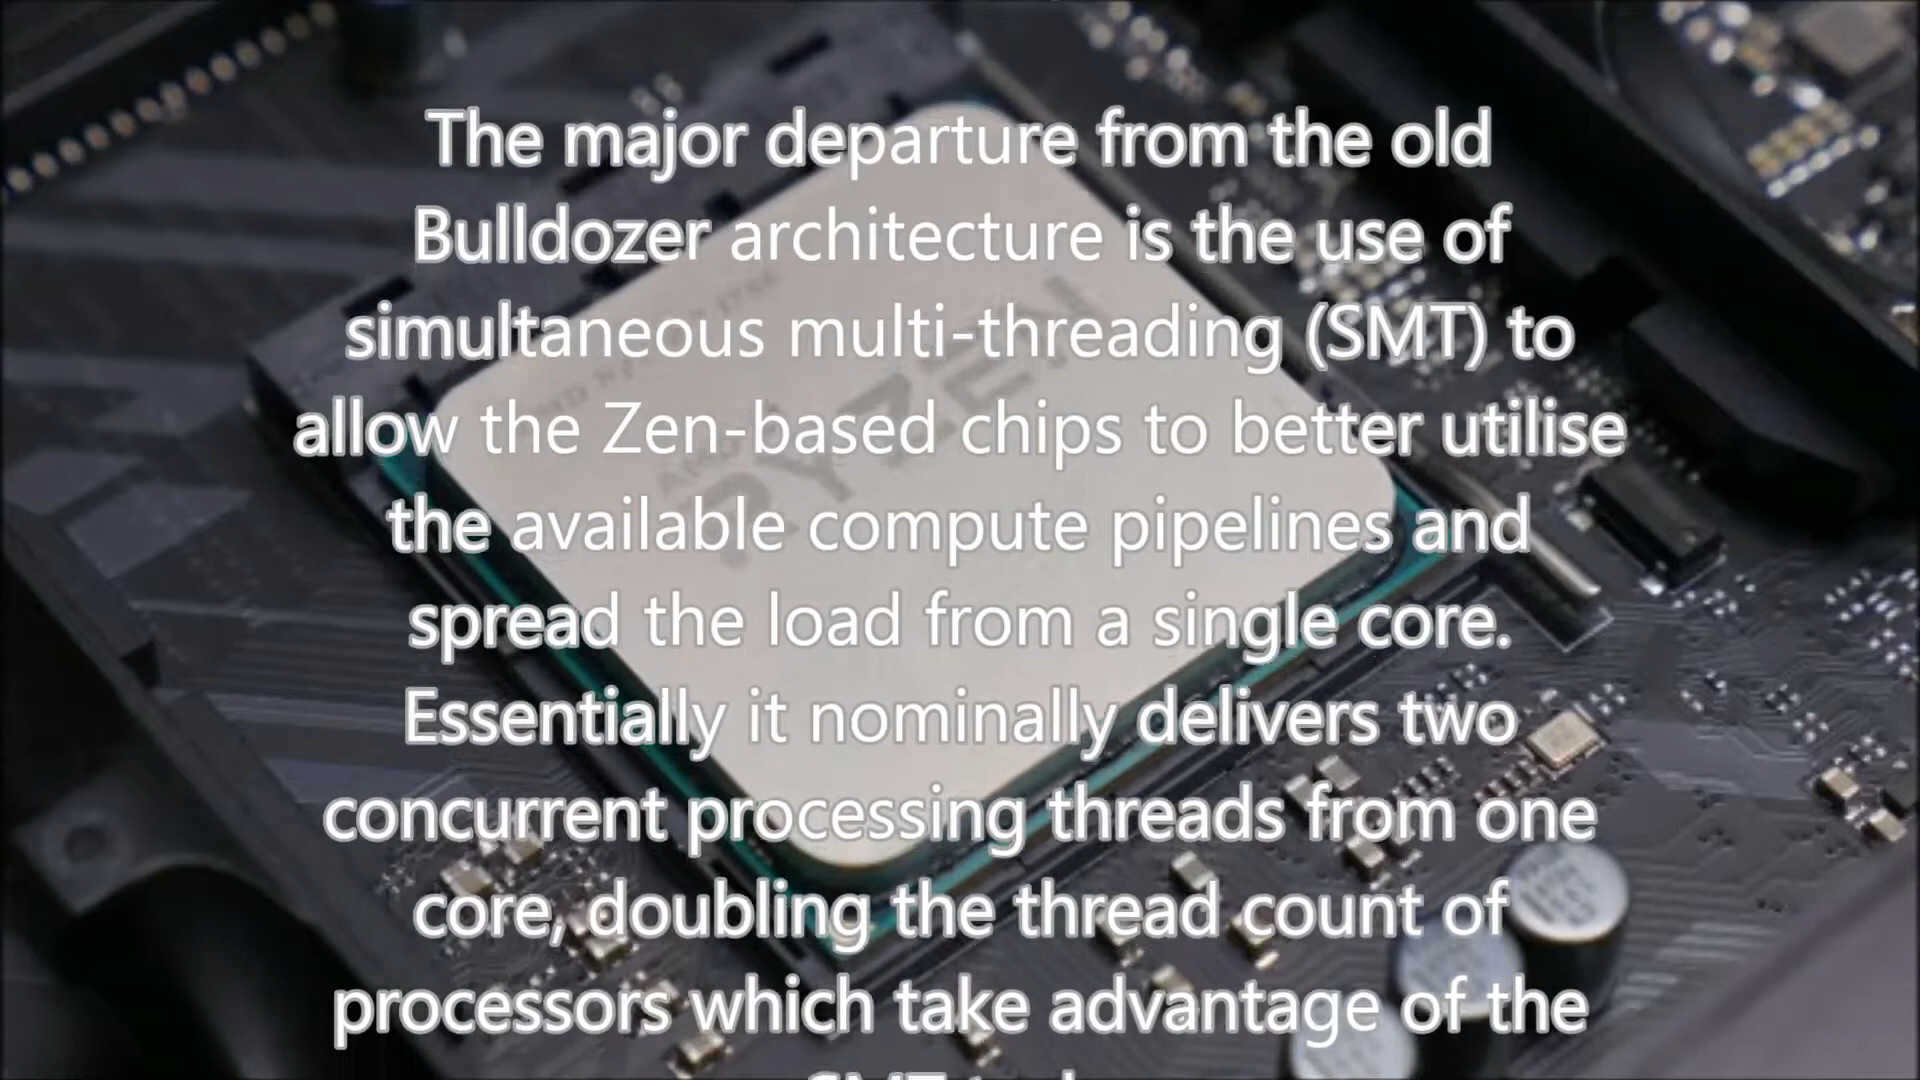 The major departure from the old
Bulldozer architecture is the use of
simultaneous multi-threading (SMT) to
allow the Zen-based chips to better utilise
the available compute pipelines and
spread the load from a single core.
Essentially it nominally delivers two
concurrent processing threads from one
core, doubling the thread count of
processors which take advantage of the
AMD
RYZEN